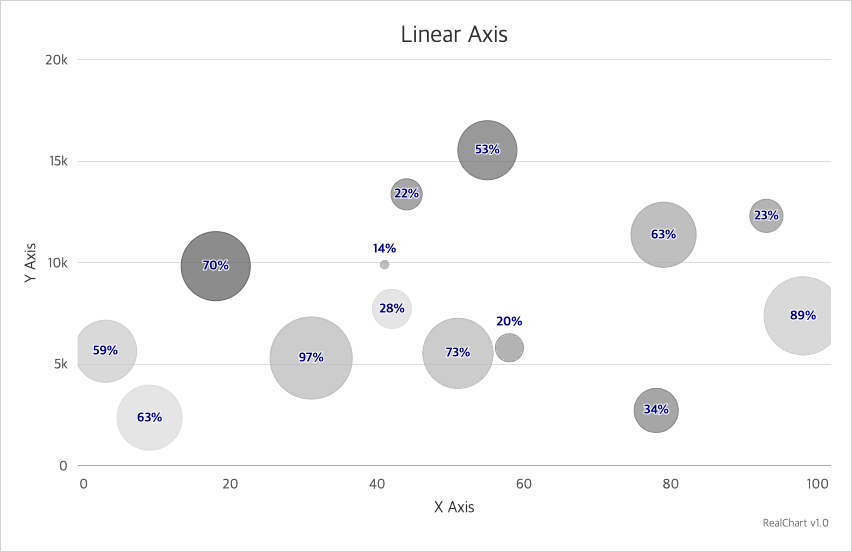 Linear Axis
20k
15k
10k
5k
0
Y Axis
53%
22%
23%
63%
14%
70%
28%
89%
20%
59%
73%
97%
34%
63%
0 20 40 60 80 100
X Axis
RealChart v1.0